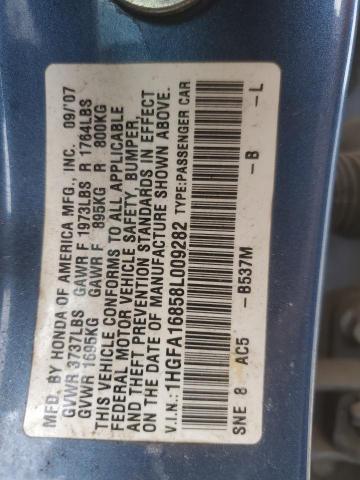 MFD. BY HONDA OF AMERICA MFG., INC. 09/'07
GVWR 3737LBS GAWR F 1973LBS R 1764LBS
GVWR 1695KG GAWR F 895KG R 800KG
THIS VEHICLE CONFORMS TO ALL APPLICABLE
FEDERAL MOTOR VEHICLE SAFETY, BUMPER,
AND THEFT PREVENTION STANDARDS IN EFFECT
ON THE DATE OF MANUFACTURE SHOWN ABOVE.
V.I.N.: 1HGFA16858L009282 TYPE:PASSENGER CAR
SNE 8 AC5 -B537M -B -L